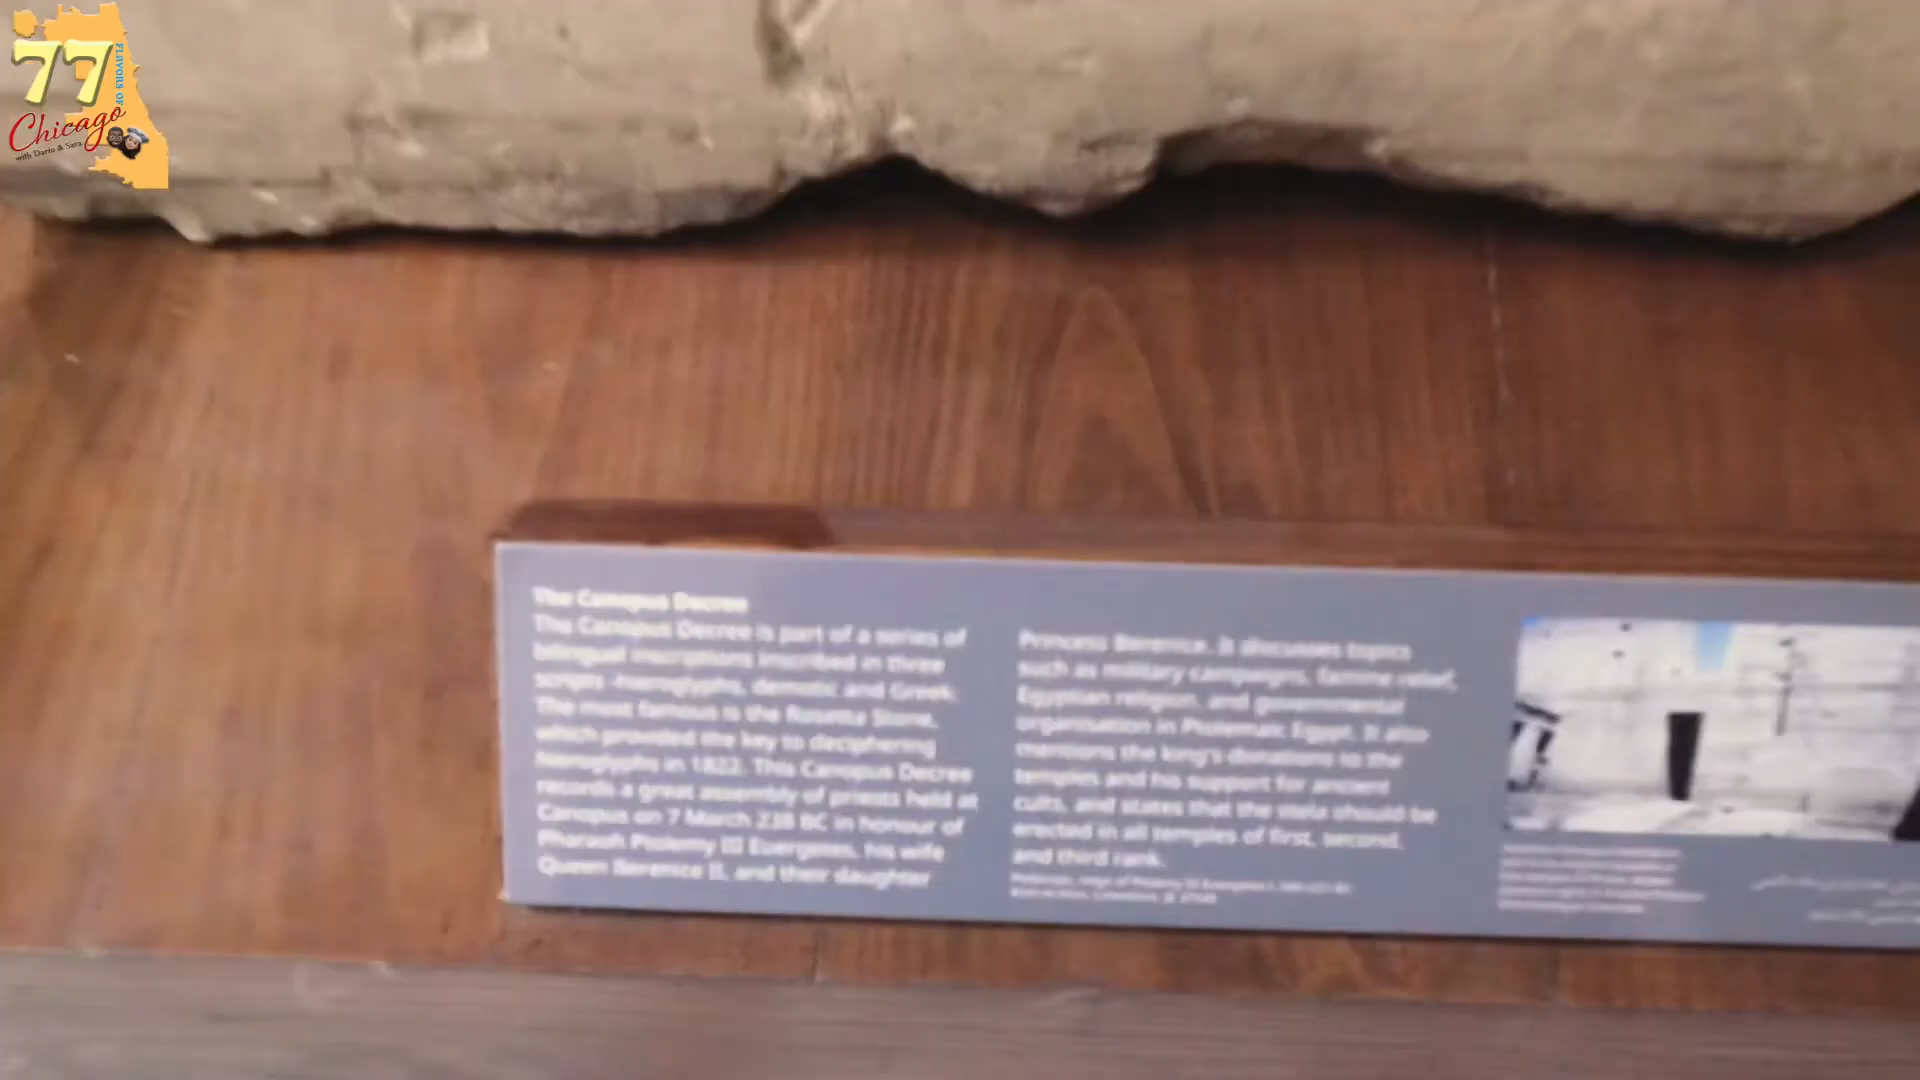 77
FLAVORS OF
Chicago
with Dario & Sara
The Canopus Decree
The Canopus Decree is part of a series of
bilingual inscriptions inscribed in three
scripts -hieroglyphs, demotic and Greek.
The most famous is the Rosetta Stone,
which provided the key to deciphering
hieroglyphs in 1822. This Canopus Decree
records a great assembly of priests held at
Canopus on 7 March 238 BC in honour of
Pharaoh Ptolemy III Euergetes, his wife
Queen Berenice II, and their daughter
Princess Berenice. It discusses topics
such as military campaigns, famine relief,
Egyptian religion, and governmental
organisation in Ptolemaic Egypt. It also
mentions the king's donations to the
temples and his support for ancient
cults, and states that the stela should be
erected in all temples of first, second,
and third rank.